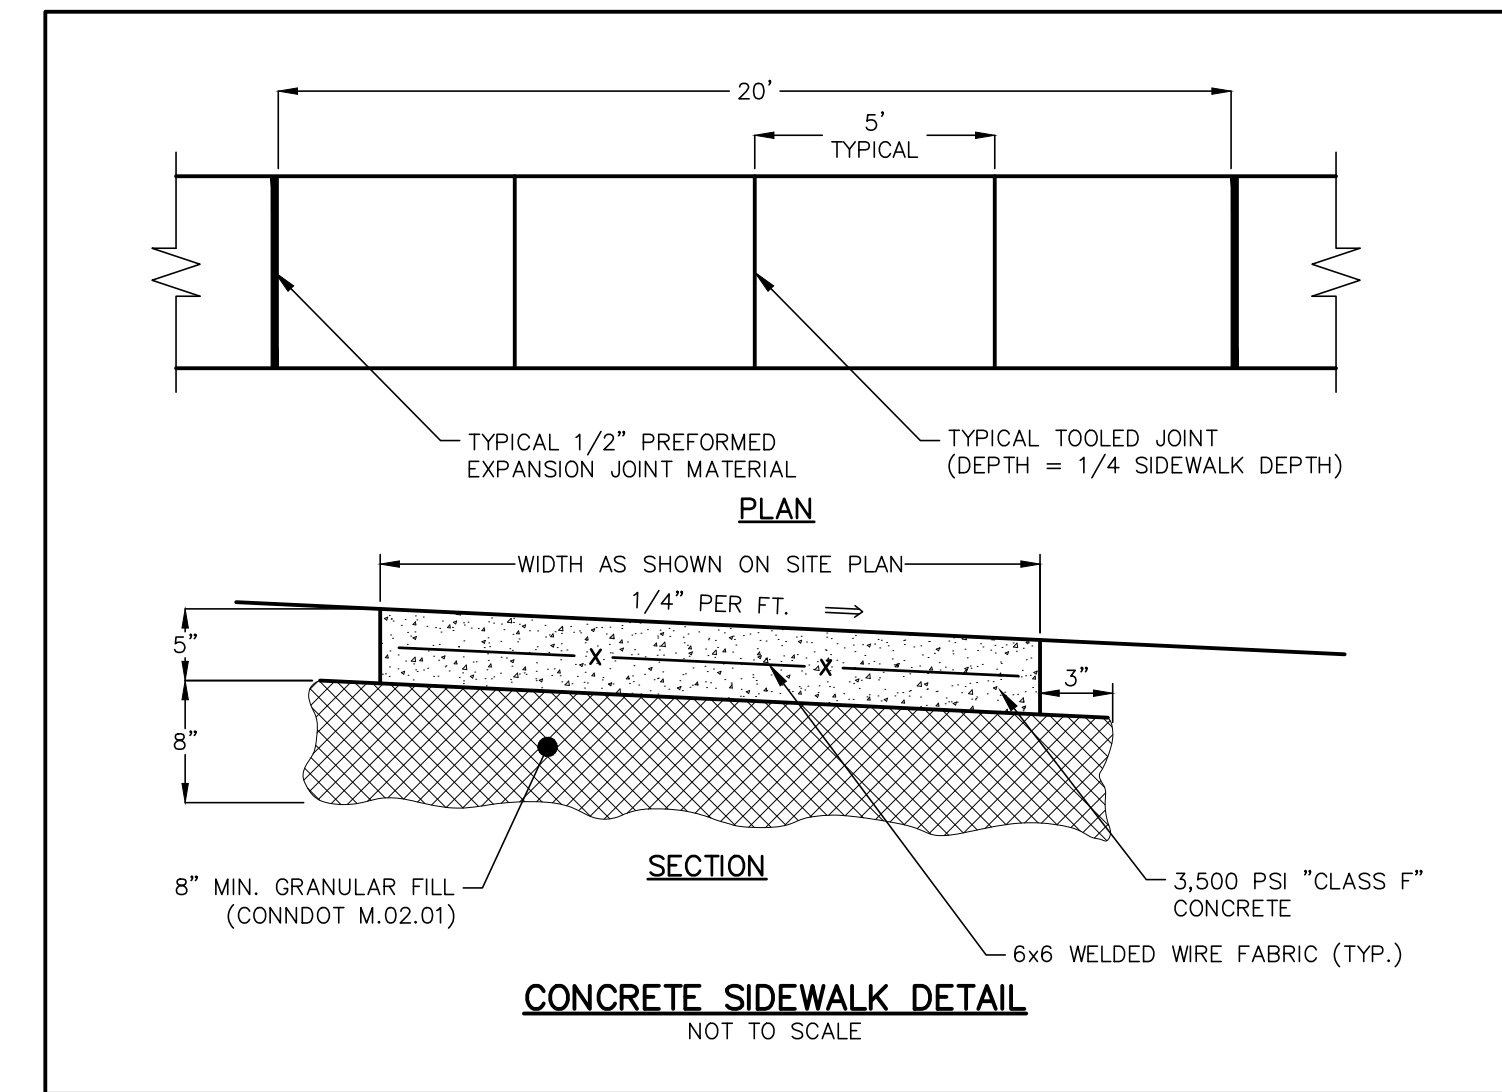 20'
5'
TYPICAL
TYPICAL 1/2" PREFORMED
EXPANSION JOINT MATERIAL
TYPICAL TOOLED JOINT
(DEPTH = 1/4 SIDEWALK DEPTH)
PLAN
WIDTH AS SHOWN ON SITE PLAN
1/4" PER FT.
5"
X
X
3"
8"
SECTION
8" MIN. GRANULAR FILL
(CONNDOT M.02.01)
3,500 PSI "CLASS F"
CONCRETE
6x6 WELDED WIRE FABRIC (TYP.)
CONCRETE SIDEWALK DETAIL
NOT TO SCALE